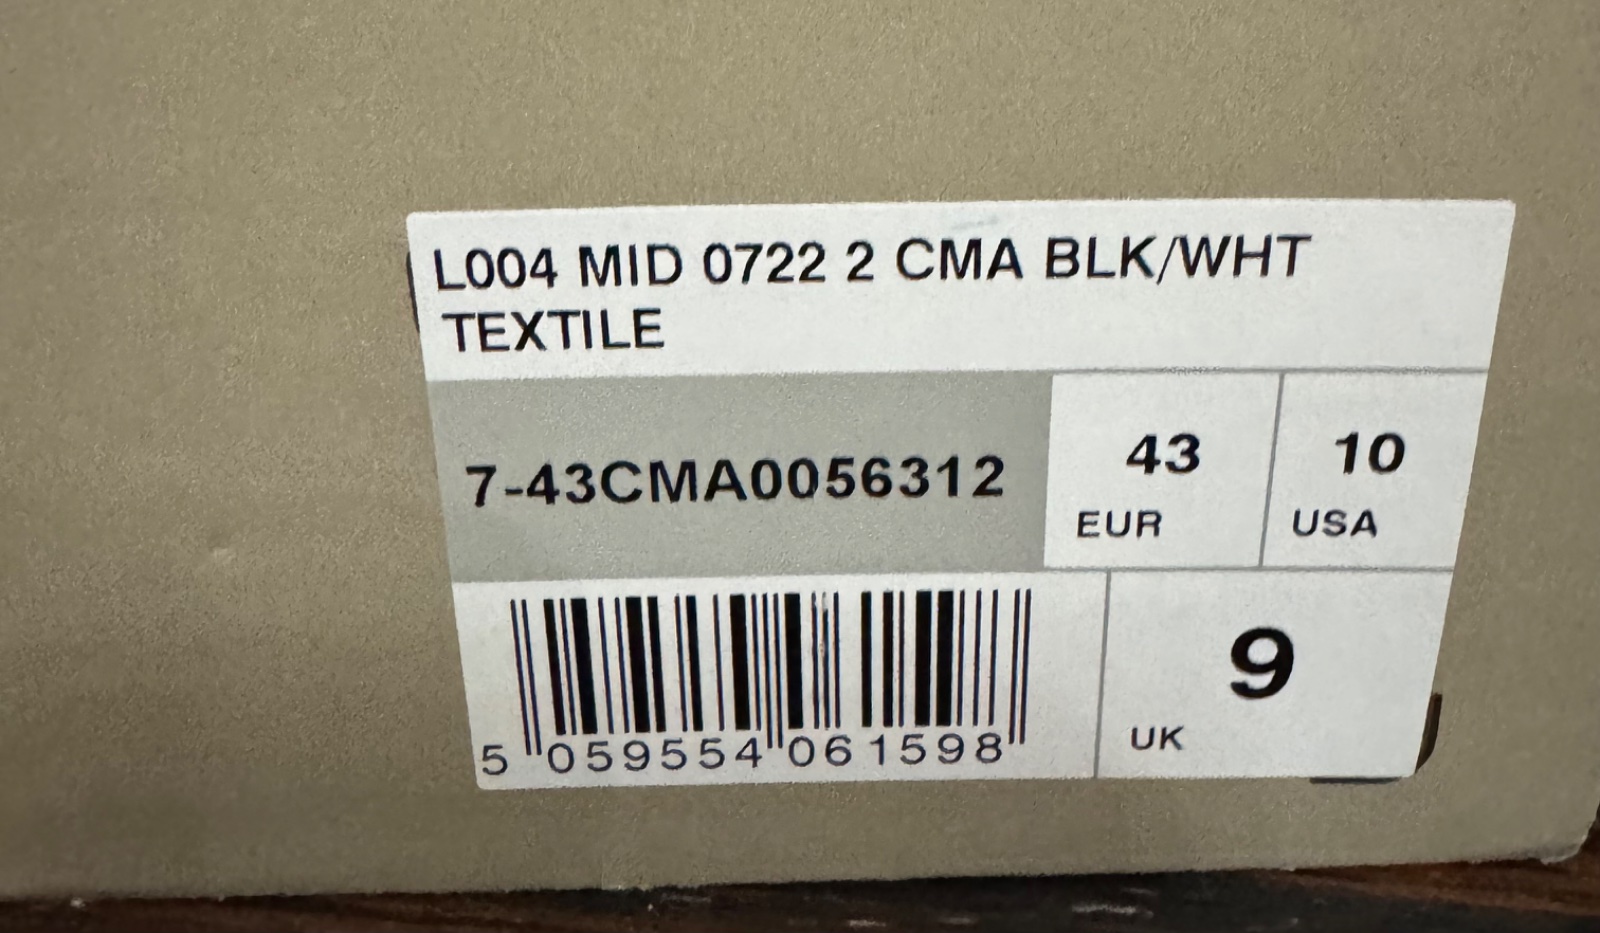 L004 MID 0722 2 CMA BLK/WHT
TEXTILE
7-43CMA0056312
43
EUR
10
USA
5 059554 061598
9
UK